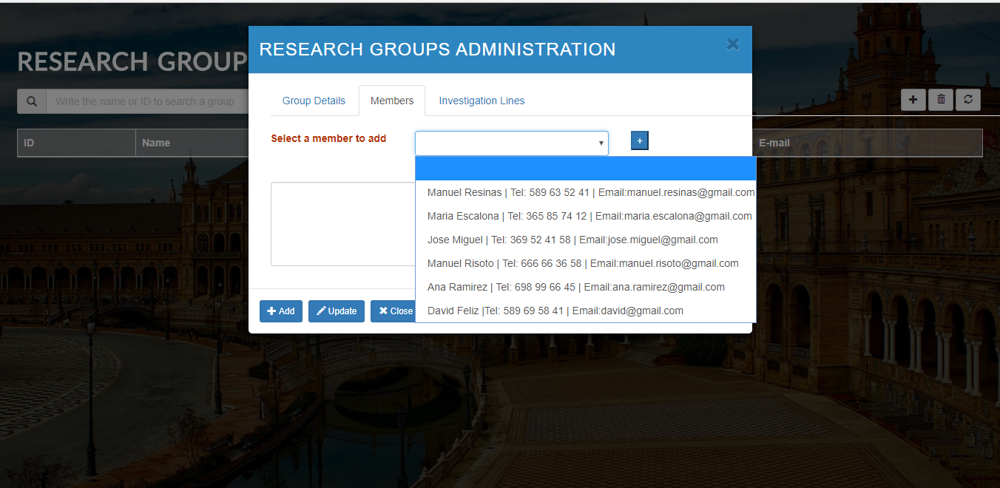 RESEARCH GROUPS ADMINISTRATION
RESEARCH GROUP
Write the name or ID to search a group
ID
Name
E-mail
Group Details
Members
Investigation Lines
Select a member to add
Manuel Resinas | Tel: 589 63 52 41 | Email:manuel.resinas@gmail.com
Maria Escalona | Tel: 365 85 74 12 | Email:maria.escalona@gmail.com
Jose Miguel | Tel: 369 52 41 58 | Email:jose.miguel@gmail.com
Manuel Risoto | Tel: 666 66 36 58 | Email:manuel.risoto@gmail.com
Ana Ramirez | Tel: 698 99 66 45 | Email:ana.ramirez@gmail.com
David Feliz |Tel: 589 69 58 41 | Email:david@gmail.com
Add
Update
Close